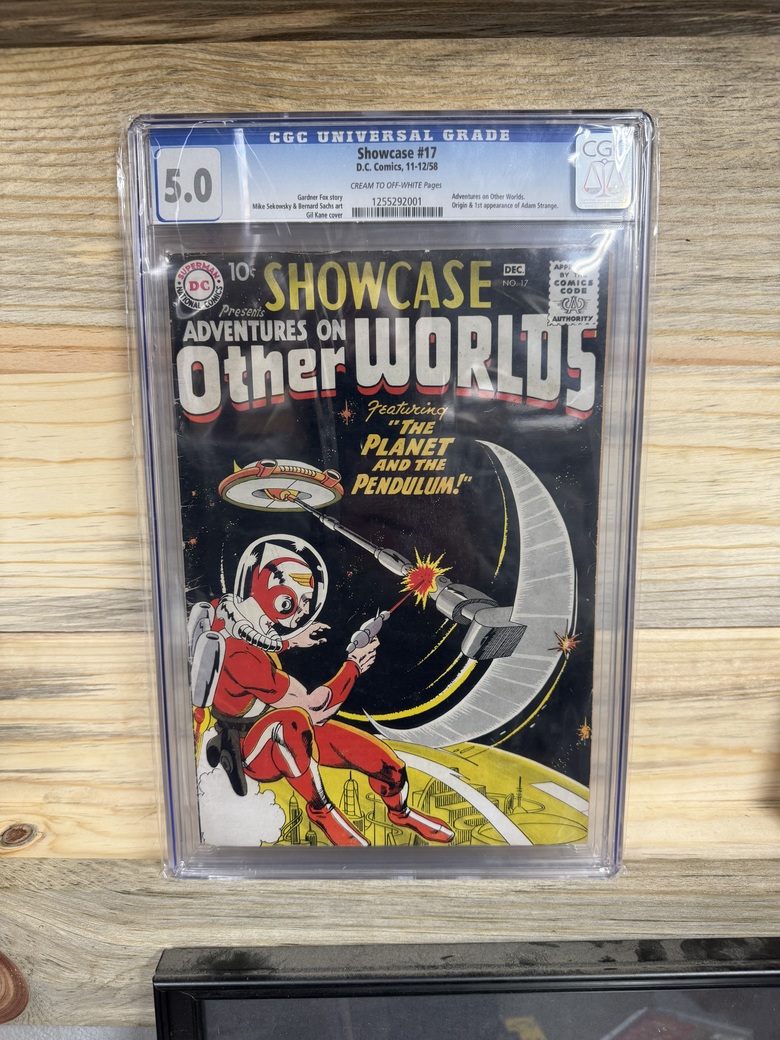 CGC UNIVERSAL GRADE
5.0
Showcase #17
D.C. Comics, 11-12/58
CREAM TO OFF-WHITE Pages
Gardner Fox story
Mike Sekowsky & Bernard Sachs art
Gil Kane cover
1255292001
Adventures on Other Worlds.
Origin & 1st appearance of Adam Strange.
CGC
SUPERMAN
DC
NATIONAL COMICS
10¢
SHOWCASE
DEC.
NO. 17
BY THE
COMICS
CODE
AUTHORITY
Presents
ADVENTURES ON
Other WORLDS
Featuring
"THE
PLANET
AND THE
PENDULUM!"